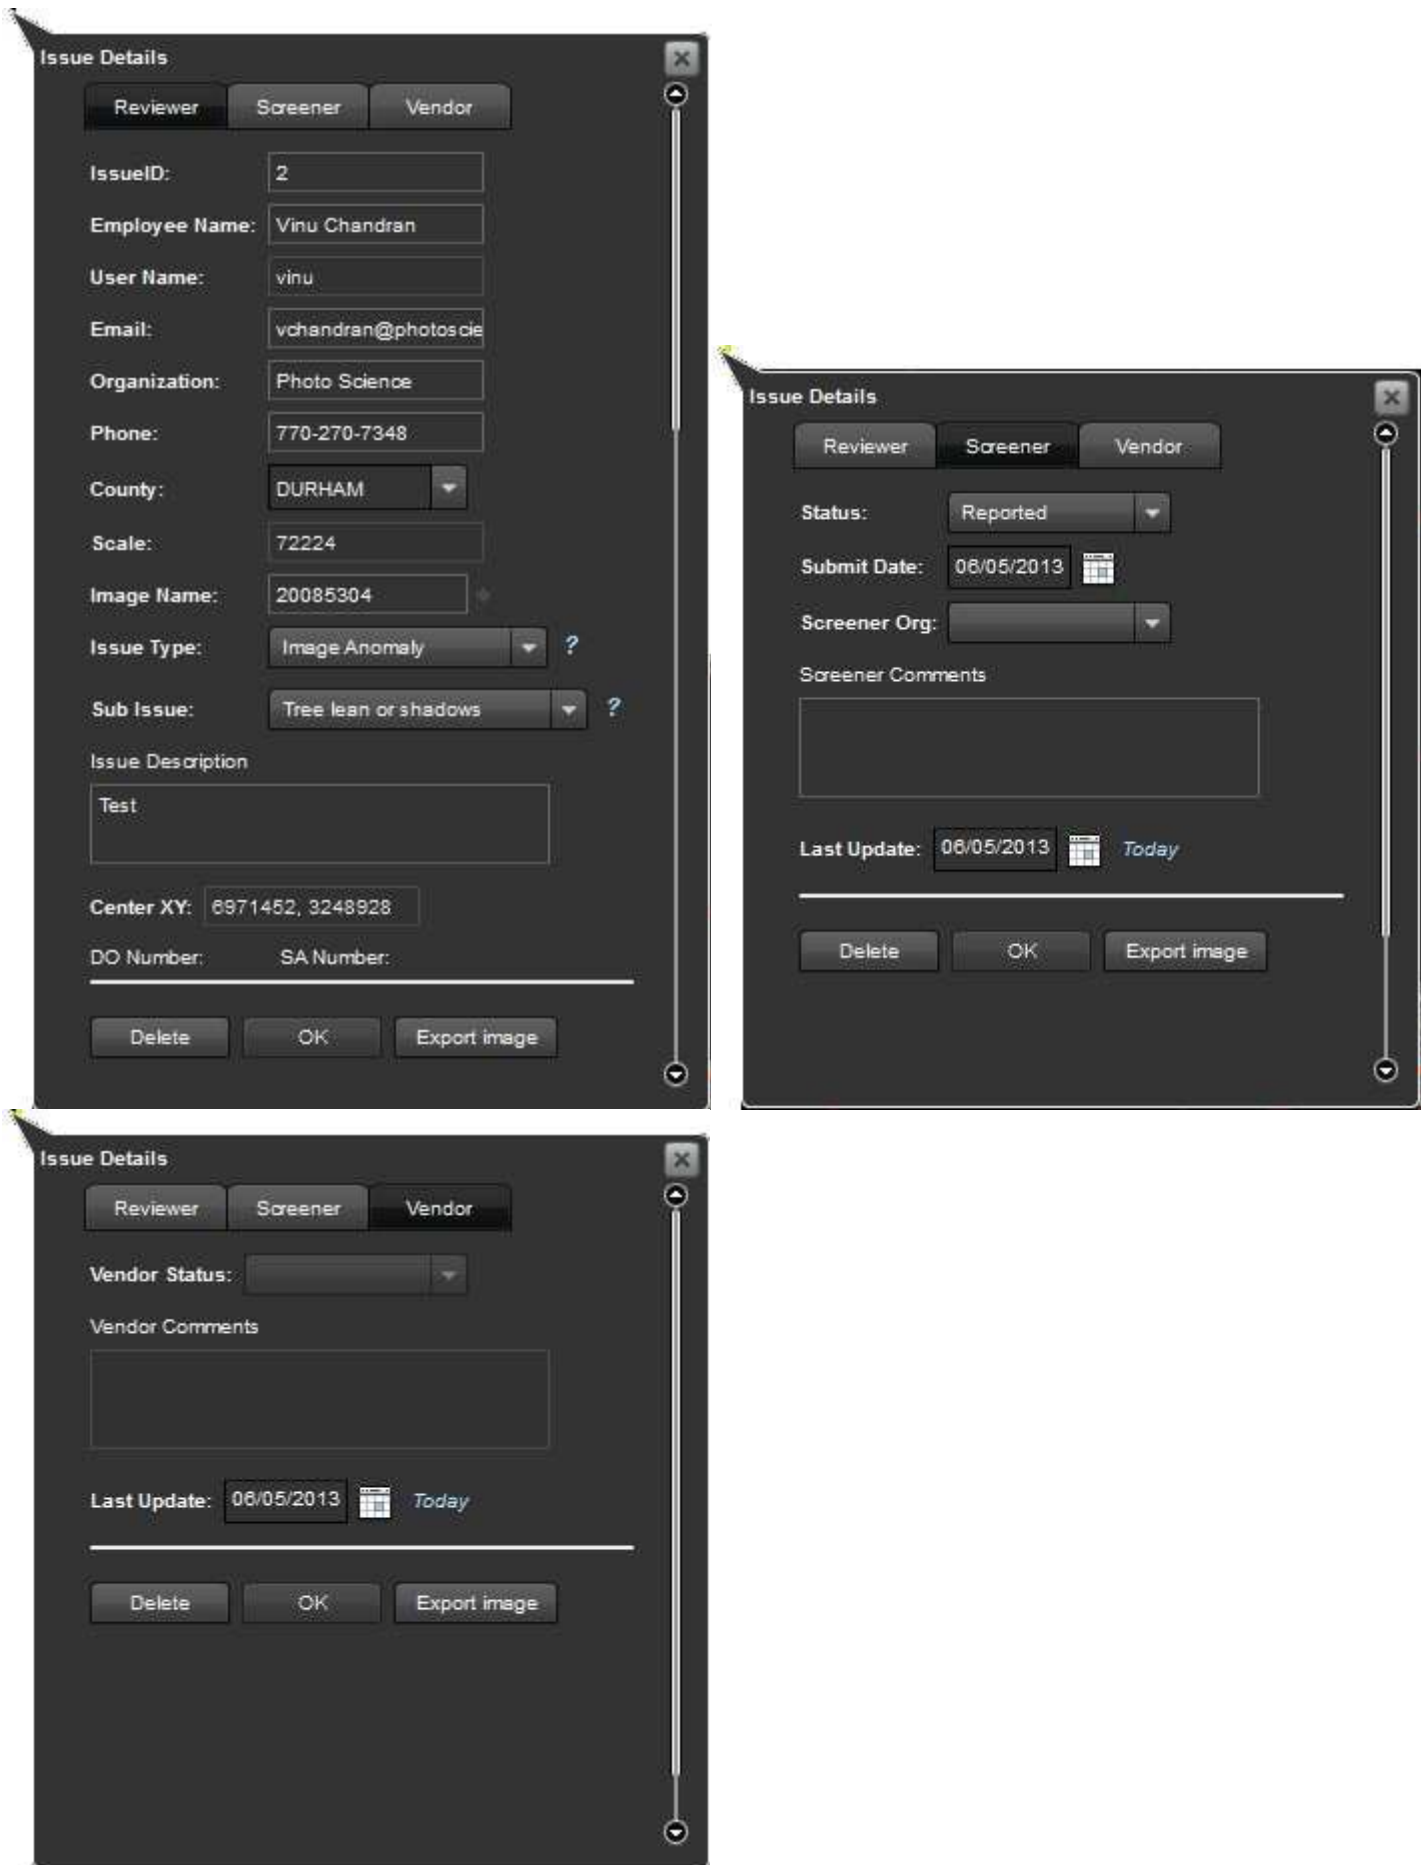 Issue Details
Reviewer Screener Vendor
IssueID: 2
Employee Name: Vinu Chandran
User Name: vinu
Email: vchandran@photoscie
Organization: Photo Science
Phone: 770-270-7348
County: DURHAM
Scale: 72224
Image Name: 20085304
Issue Type: Image Anomaly ?
Sub Issue: Tree lean or shadows ?
Issue Description
Test
Center XY: 6971452, 3248928
DO Number: SA Number:
Delete OK Export image
Issue Details
Reviewer Screener Vendor
Status: Reported
Submit Date: 06/05/2013
Screener Org:
Screener Comments
Last Update: 06/05/2013 Today
Delete OK Export image
Issue Details
Reviewer Screener Vendor
Vendor Status:
Vendor Comments
Last Update: 06/05/2013 Today
Delete OK Export image